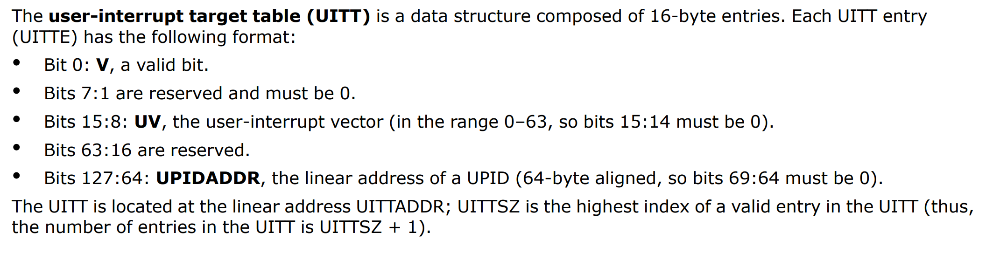 The user-interrupt target table (UITT) is a data structure composed of 16-byte entries. Each UITT entry
(UITTE) has the following format:
• Bit 0: V, a valid bit.
• Bits 7:1 are reserved and must be 0.
• Bits 15:8: UV, the user-interrupt vector (in the range 0–63, so bits 15:14 must be 0).
• Bits 63:16 are reserved.
• Bits 127:64: UPIDADDR, the linear address of a UPID (64-byte aligned, so bits 69:64 must be 0).
The UITT is located at the linear address UITTADDR; UITTSZ is the highest index of a valid entry in the UITT (thus,
the number of entries in the UITT is UITTSZ + 1).